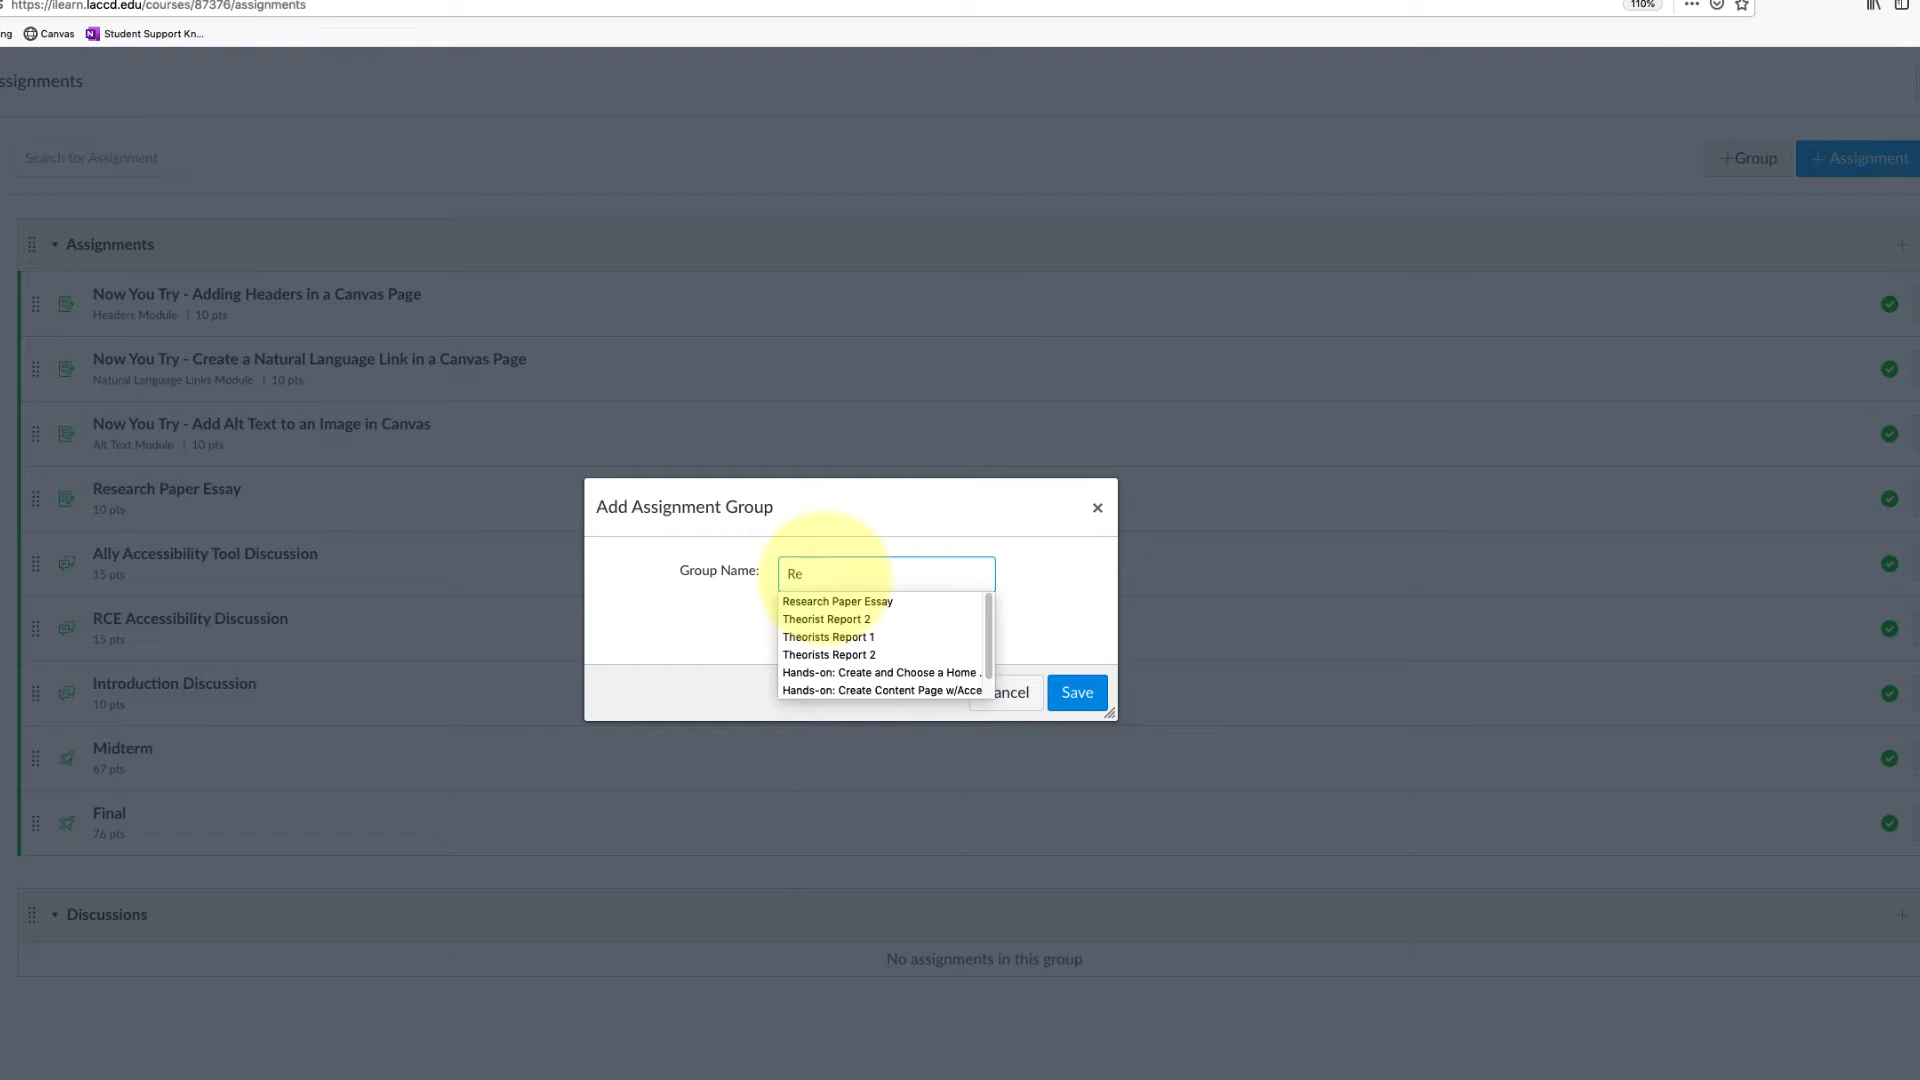 https://ilearn.laccd.edu/courses/87376/assignments
110%
ng Canvas Student Support Kn...
ssignments
Search for Assignment
+Group
+ Assignment
Assignments
Now You Try - Adding Headers in a Canvas Page
Headers Module | 10 pts
Now You Try - Create a Natural Language Link in a Canvas Page
Natural Language Links Module | 10 pts
Now You Try - Add Alt Text to an Image in Canvas
Alt Text Module | 10 pts
Research Paper Essay
10 pts
Ally Accessibility Tool Discussion
15 pts
RCE Accessibility Discussion
15 pts
Introduction Discussion
10 pts
Midterm
67 pts
Final
76 pts
Discussions
No assignments in this group
Add Assignment Group
×
Group Name:
Re
Research Paper Essay
Theorist Report 2
Theorists Report 1
Theorists Report 2
Hands-on: Create and Choose a Home .
Hands-on: Create Content Page w/Acce
ancel
Save